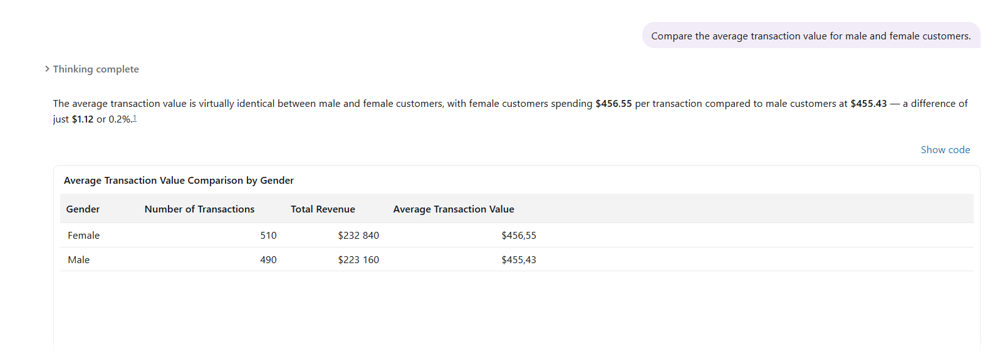 Compare the average transaction value for male and female customers.
Thinking complete
The average transaction value is virtually identical between male and female customers, with female customers spending $456.55 per transaction compared to male customers at $455.43 — a difference of
just $1.12 or 0.2%.1
Show code
Average Transaction Value Comparison by Gender
Gender Number of Transactions Total Revenue Average Transaction Value
Female 510 $232 840 $456,55
Male 490 $223 160 $455,43